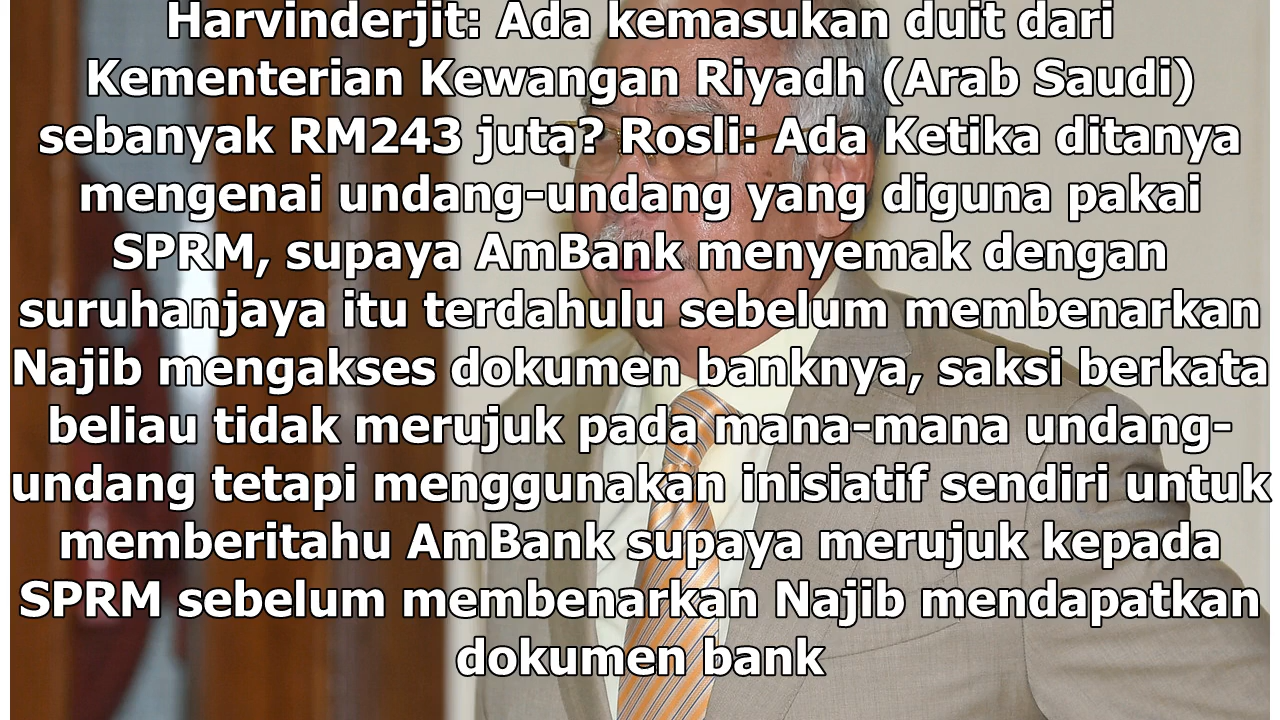 Harvinderjit: Ada kemasukan duit dari
Kementerian Kewangan Riyadh (Arab Saudi)
sebanyak RM243 juta? Rosli: Ada Ketika ditanya
mengenai undang-undang yang diguna pakai
SPRM, supaya AmBank menyemak dengan
suruhanjaya itu terdahulu sebelum membenarkan
Najib mengakses dokumen banknya, saksi berkata
beliau tidak merujuk pada mana-mana undang-
undang tetapi menggunakan inisiatif sendiri untuk
memberitahu AmBank supaya merujuk kepada
SPRM sebelum membenarkan Najib mendapatkan
dokumen bank